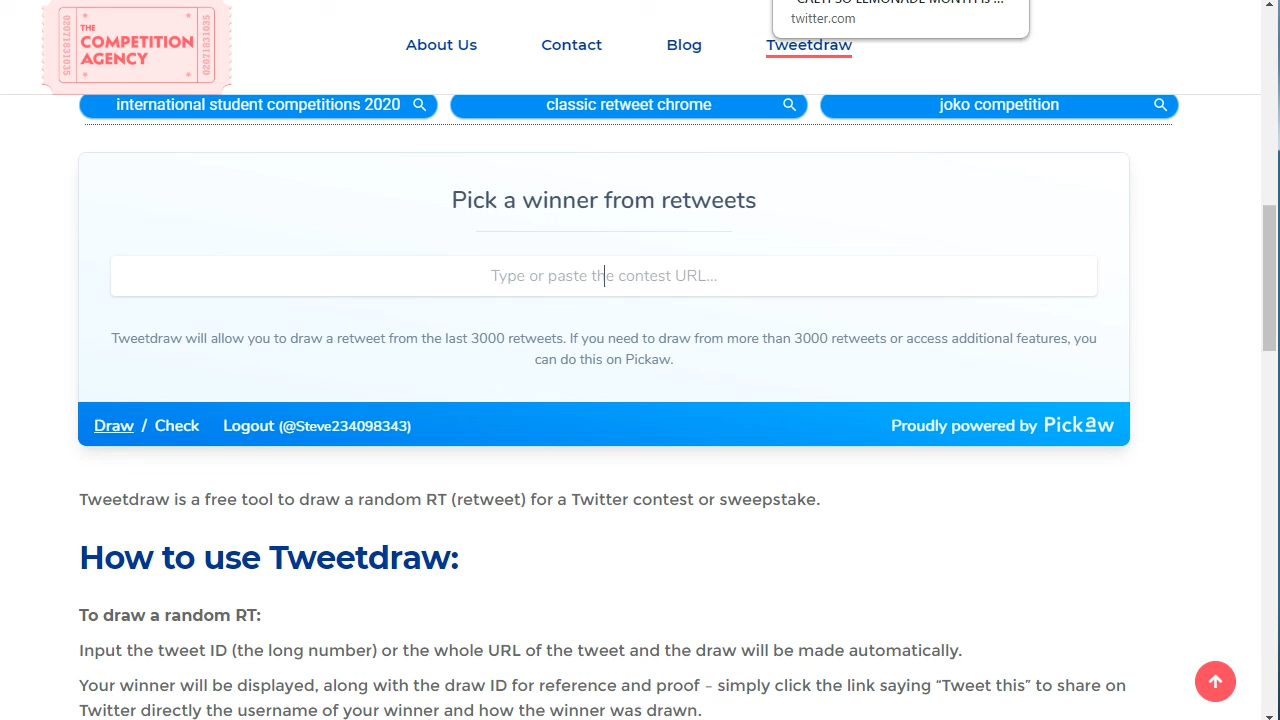 THE
COMPETITION
AGENCY
02071831035
02071831035
About Us
Contact
Blog
Tweetdraw
twitter.com
international student competitions 2020
classic retweet chrome
joko competition
Pick a winner from retweets
Type or paste the contest URL...
Tweetdraw will allow you to draw a retweet from the last 3000 retweets. If you need to draw from more than 3000 retweets or access additional features, you
can do this on Pickaw.
Draw / Check Logout (@Steve234098343)
Proudly powered by Pickaw
Tweetdraw is a free tool to draw a random RT (retweet) for a Twitter contest or sweepstake.
How to use Tweetdraw:
To draw a random RT:
Input the tweet ID (the long number) or the whole URL of the tweet and the draw will be made automatically.
Your winner will be displayed, along with the draw ID for reference and proof – simply click the link saying “Tweet this” to share on
Twitter directly the username of your winner and how the winner was drawn.